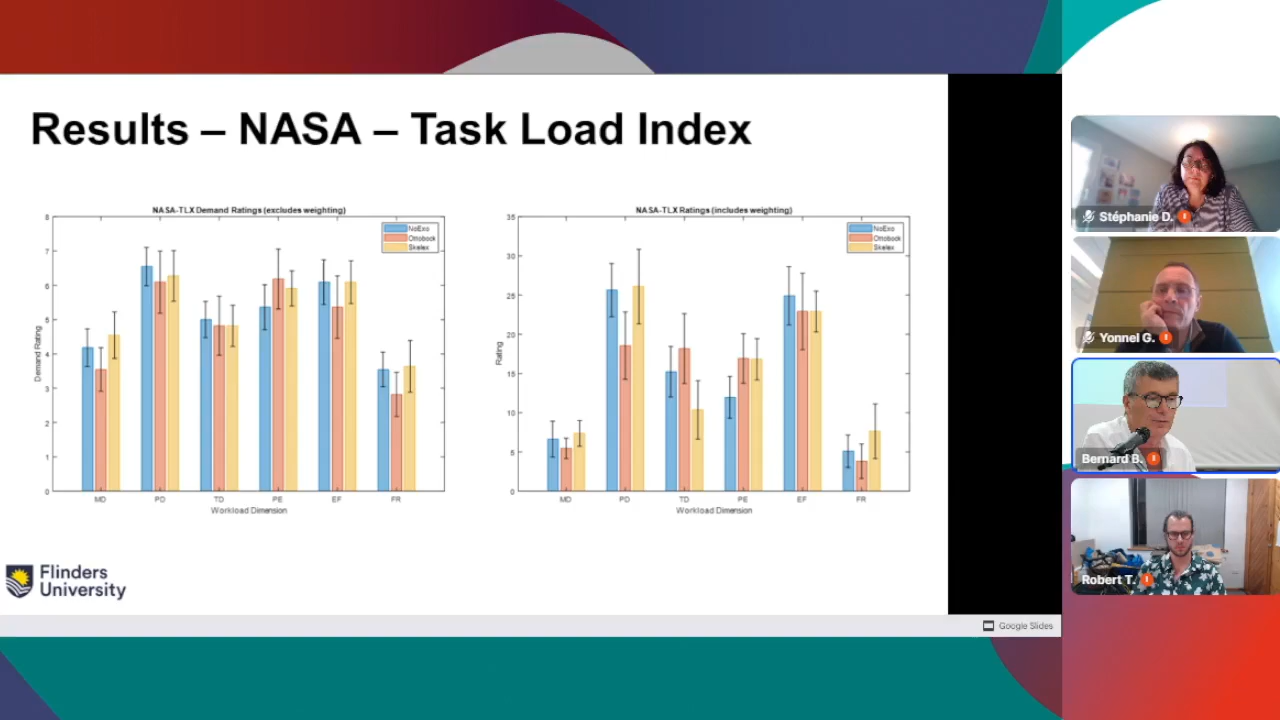 Results – NASA – Task Load Index
NASA-TLX Demand Ratings (excludes weighting)
NoExo
Ottobock
Skelex
8
7
6
5
4
3
2
1
0
Demand Rating
MD PD TD PE EF FR
Workload Dimension
NASA-TLX Ratings (includes weighting)
NoExo
Ottobock
Skelex
35
30
25
20
15
10
5
0
Rating
MD PD TD PE EF FR
Workload Dimension
Flinders
University
Google Slides
Stéphanie D.
Yonnel G.
Bernard B.
Robert T.